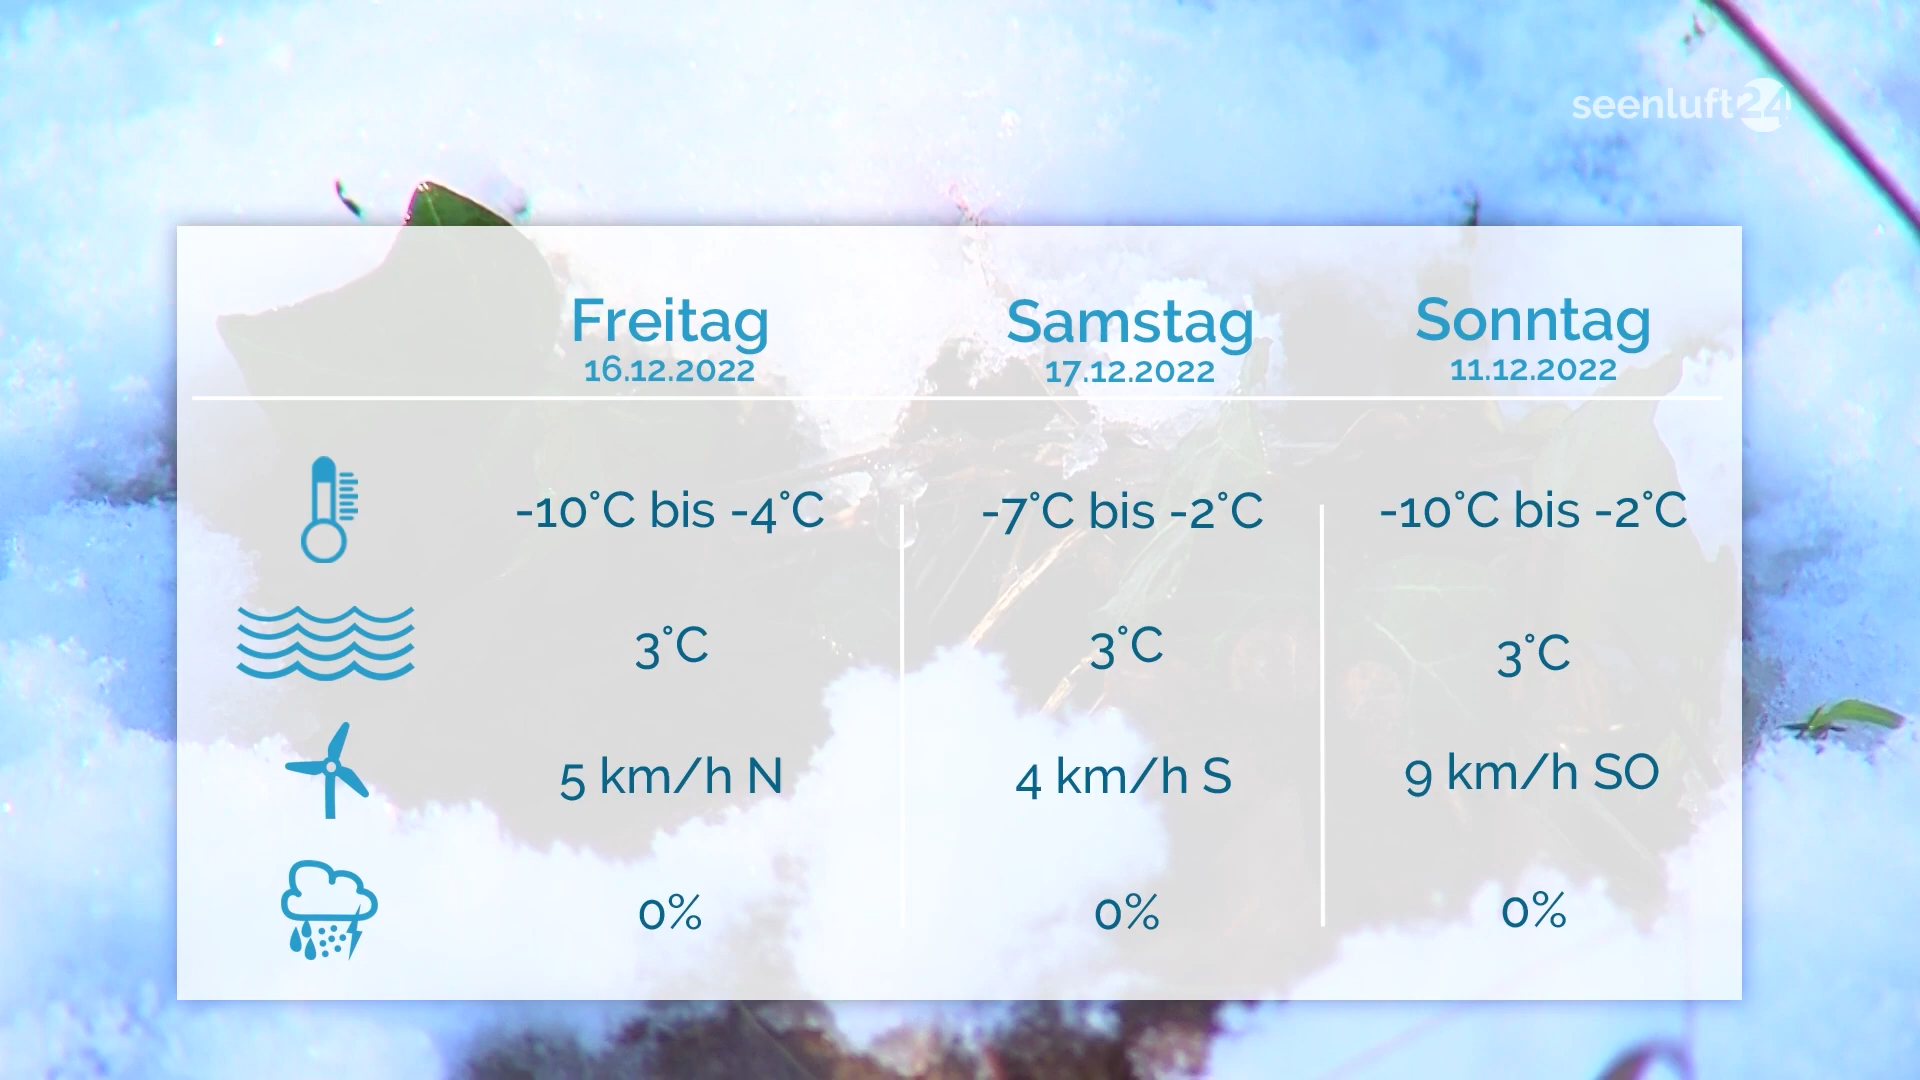 seenluft24
Freitag Samstag Sonntag
16.12.2022 17.12.2022 11.12.2022
-10°C bis -4°C -7°C bis -2°C -10°C bis -2°C
3°C 3°C 3°C
5 km/h N 4 km/h S 9 km/h SO
0% 0% 0%